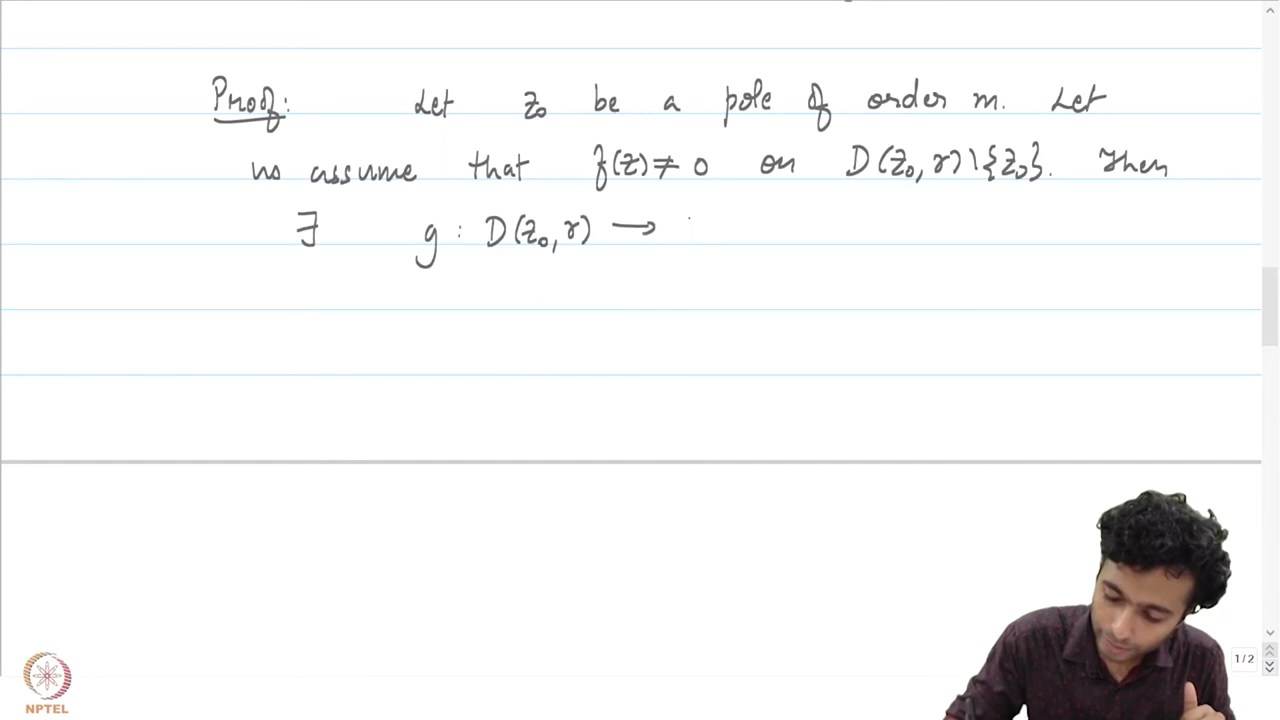 Proof: Let z₀ be a pole of order m. Let
us assume that f(z) ≠ 0 on D(z₀, r) \ {z₀}. Then
∃ g : D(z₀, r) →
1/2
NPTEL